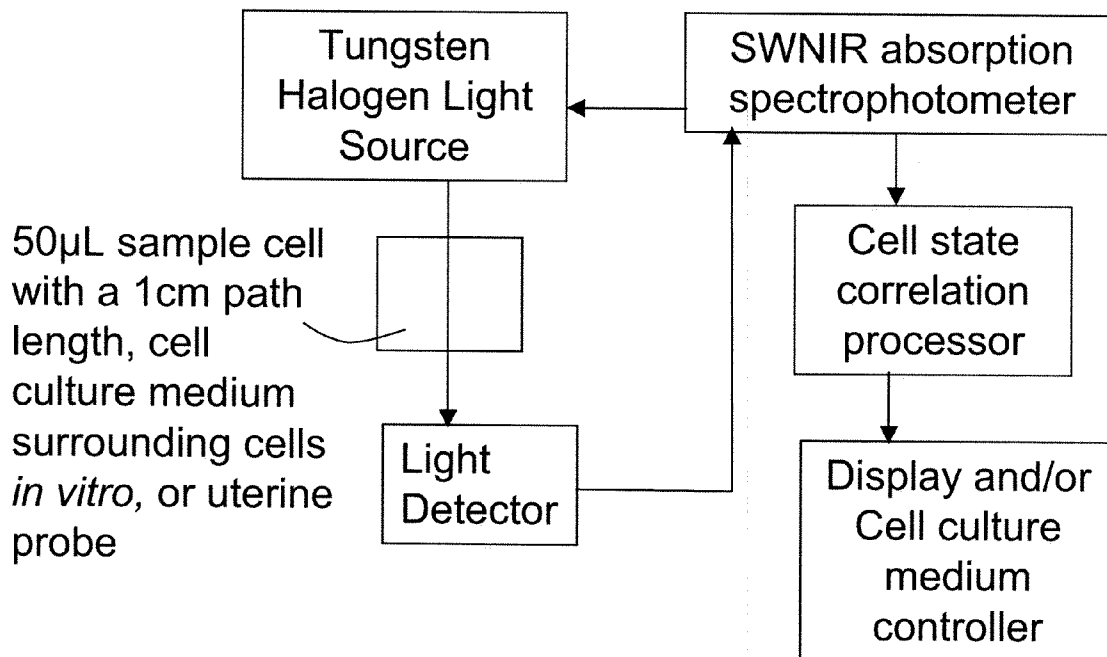 Tungsten
Halogen Light
Source
SWNIR absorption
spectrophotometer
50µL sample cell
with a 1cm path
length, cell
culture medium
surrounding cells
in vitro, or uterine
probe
Light
Detector
Cell state
correlation
processor
Display and/or
Cell culture
medium
controller